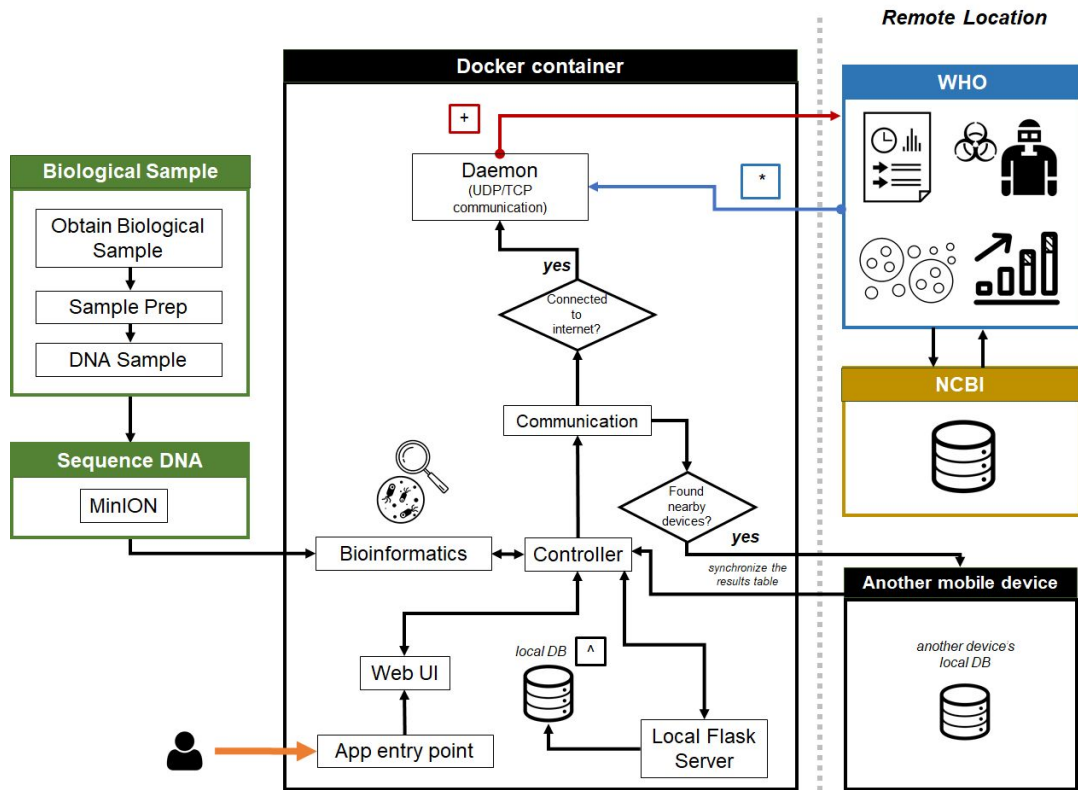 Remote Location
Docker container
WHO
+
*
Biological Sample
Obtain Biological
Sample
Sample Prep
DNA Sample
Daemon
(UDP/TCP
communication)
yes
Connected
to
internet?
NCBI
Communication
Sequence DNA
MinION
Found
nearby
devices?
yes
Bioinformatics
Controller
synchronize the
results table
Another mobile device
another device's
local DB
local DB
^
Web UI
App entry point
Local Flask
Server